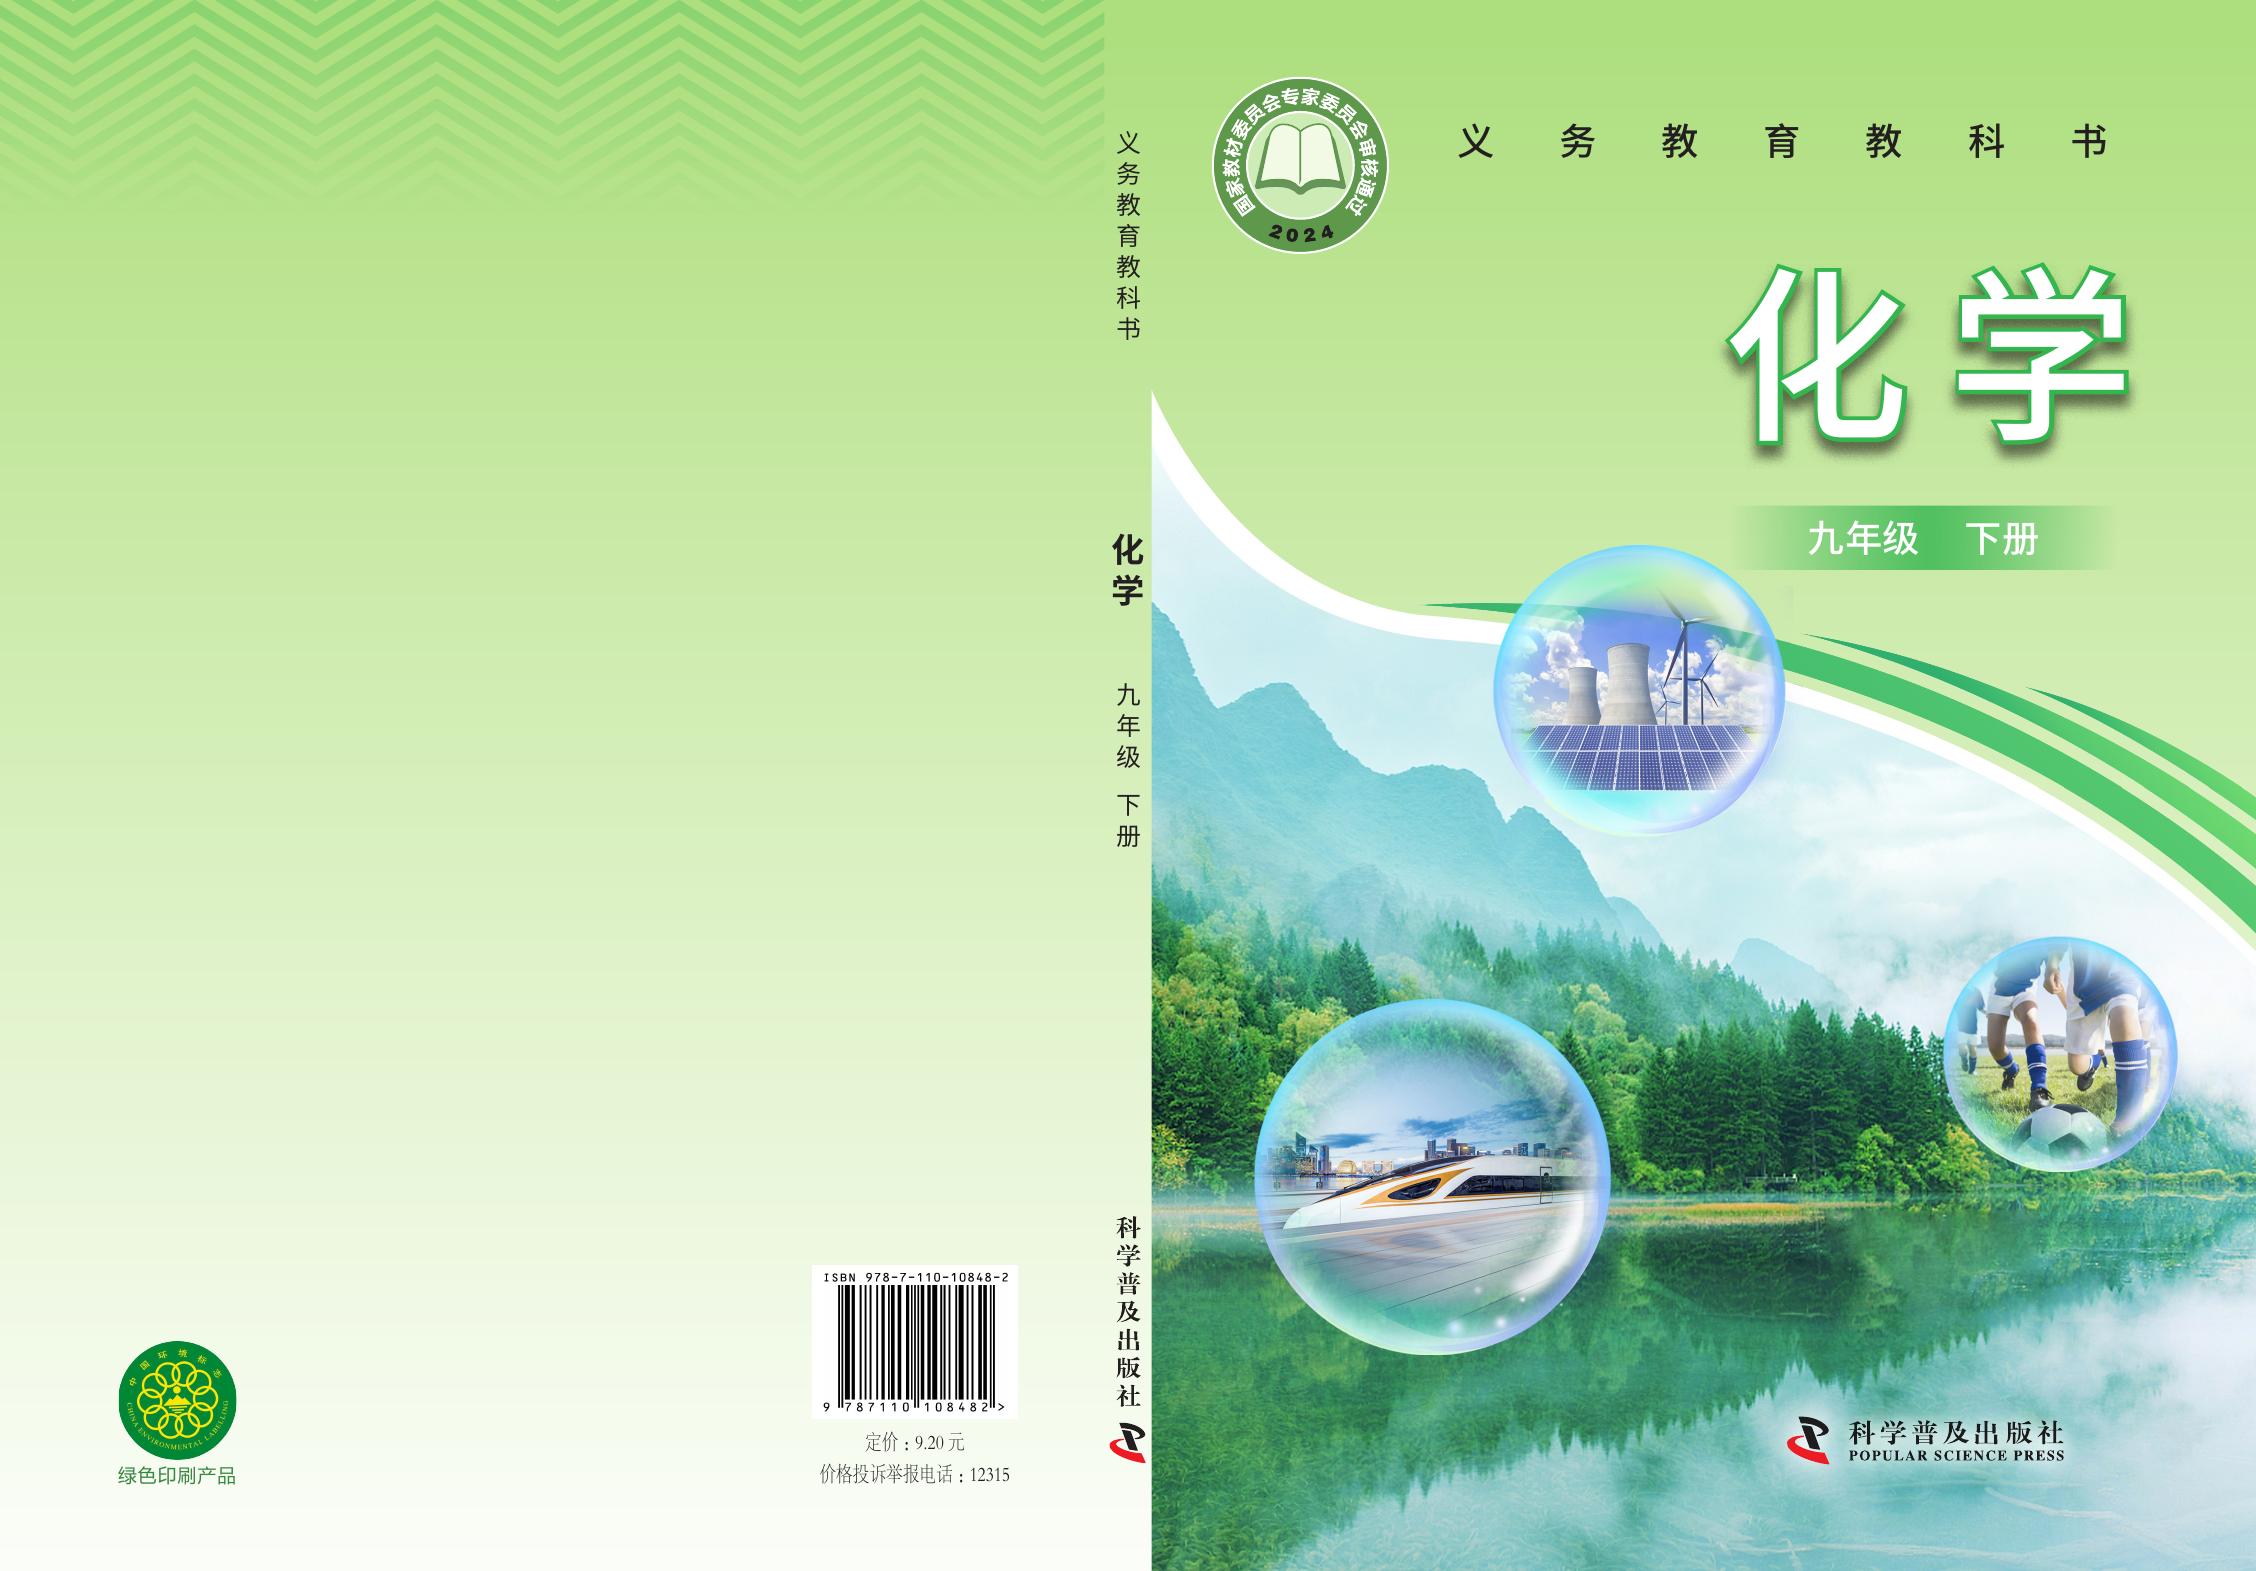 中国环境标志
CHINA ENVIRONMENTAL LABELLING
绿色印刷产品
ISBN 978-7-110-10848-2
9 787110 108482 >
定价：9.20 元
价格投诉举报电话：12315
义务教育教科书
化学
九年级 下册
科学普及出版社
国家教材委员会专家委员会审核通过
2024
义务教育教科书
化学
九年级 下册
科学普及出版社
POPULAR SCIENCE PRESS